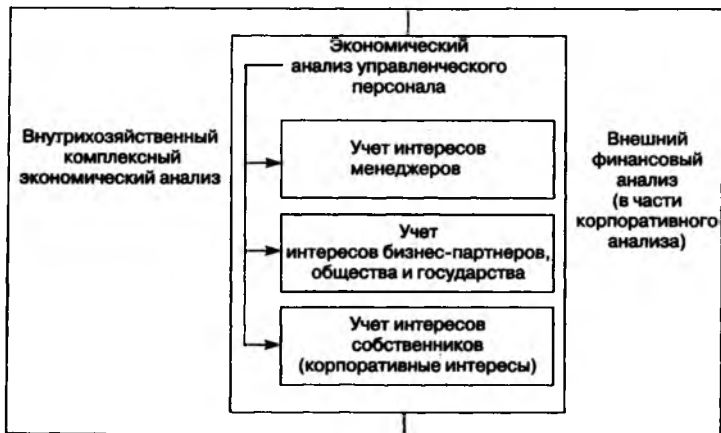 Экономический
анализ управленческого
персонала
Внутрихозяйственный
комплексный
экономический анализ
Учет интересов
менеджеров
Учет
интересов бизнес-партнеров,
общества и государства
Учет интересов
собственников
(корпоративные интересы)
Внешний
финансовый
анализ
(в части
корпоративного
анализа)